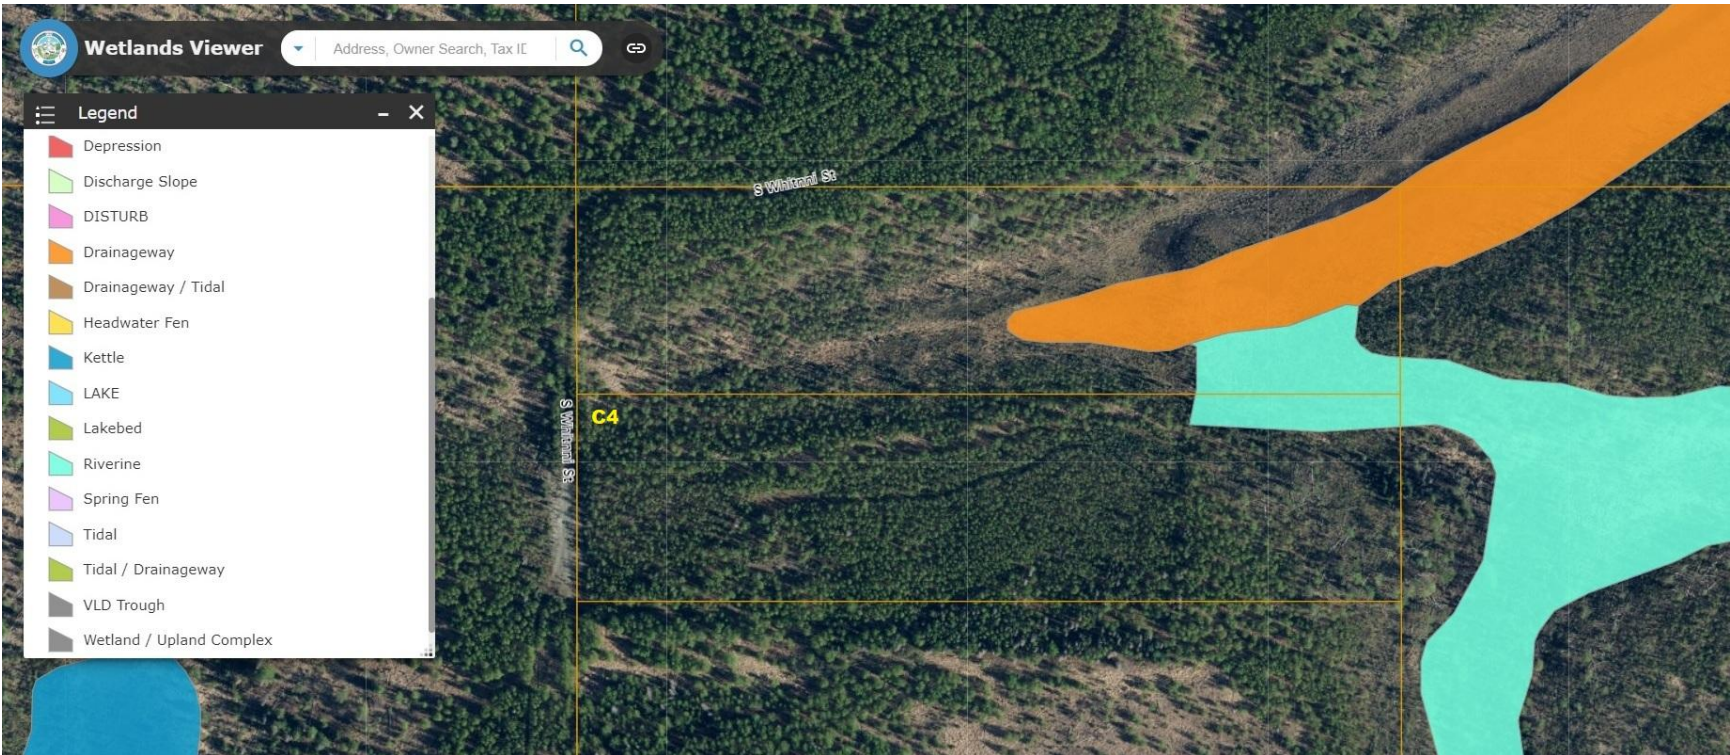 Wetlands Viewer
Address, Owner Search, Tax ID
Legend
Depression
Discharge Slope
DISTURB
Drainageway
Drainageway / Tidal
Headwater Fen
Kettle
LAKE
Lakebed
Riverine
Spring Fen
Tidal
Tidal / Drainageway
VLD Trough
Wetland / Upland Complex
S Whitnni St
S Whitnni St
C4